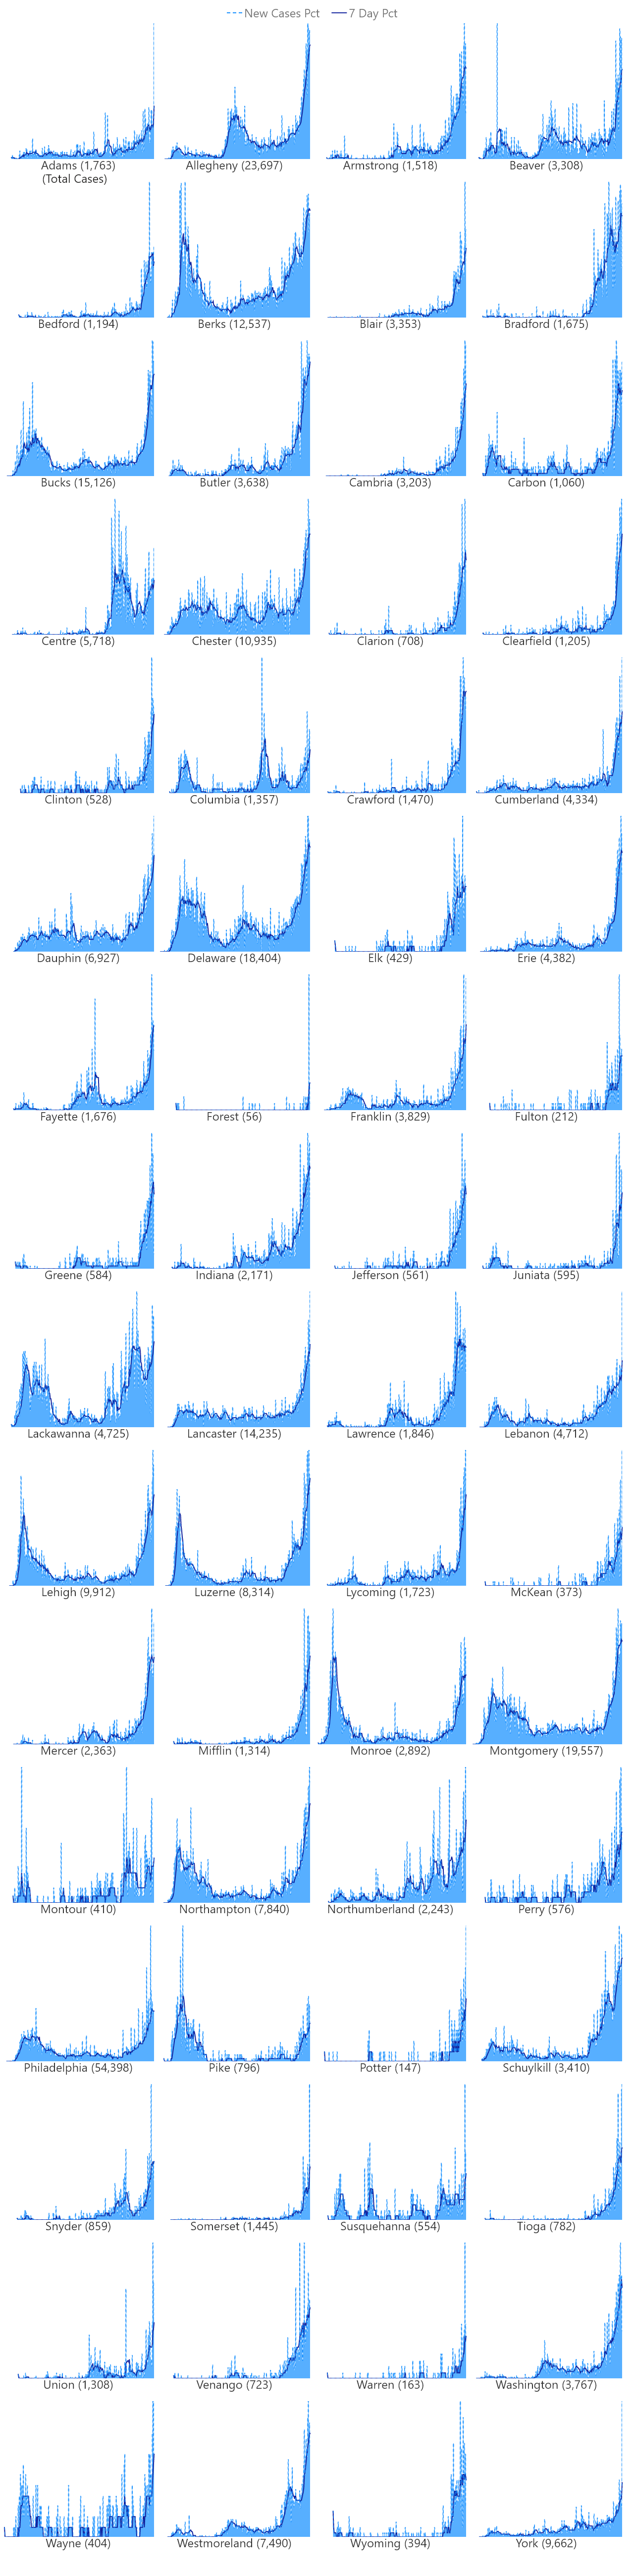 New Cases Pct 7 Day Pct
Adams (1,763) Allegheny (23,697) Armstrong (1,518) Beaver (3,308)
(Total Cases)
Bedford (1,194) Berks (12,537) Blair (3,353) Bradford (1,675)
Bucks (15,126) Butler (3,638) Cambria (3,203) Carbon (1,060)
Centre (5,718) Chester (10,935) Clarion (708) Clearfield (1,205)
Clinton (528) Columbia (1,357) Crawford (1,470) Cumberland (4,334)
Dauphin (6,927) Delaware (18,404) Elk (429) Erie (4,382)
Fayette (1,676) Forest (56) Franklin (3,829) Fulton (212)
Greene (584) Indiana (2,171) Jefferson (561) Juniata (595)
Lackawanna (4,725) Lancaster (14,235) Lawrence (1,846) Lebanon (4,712)
Lehigh (9,912) Luzerne (8,314) Lycoming (1,723) McKean (373)
Mercer (2,363) Mifflin (1,314) Monroe (2,892) Montgomery (19,557)
Montour (410) Northampton (7,840) Northumberland (2,243) Perry (576)
Philadelphia (54,398) Pike (796) Potter (147) Schuylkill (3,410)
Snyder (859) Somerset (1,445) Susquehanna (554) Tioga (782)
Union (1,308) Venango (723) Warren (163) Washington (3,767)
Wayne (404) Westmoreland (7,490) Wyoming (394) York (9,662)